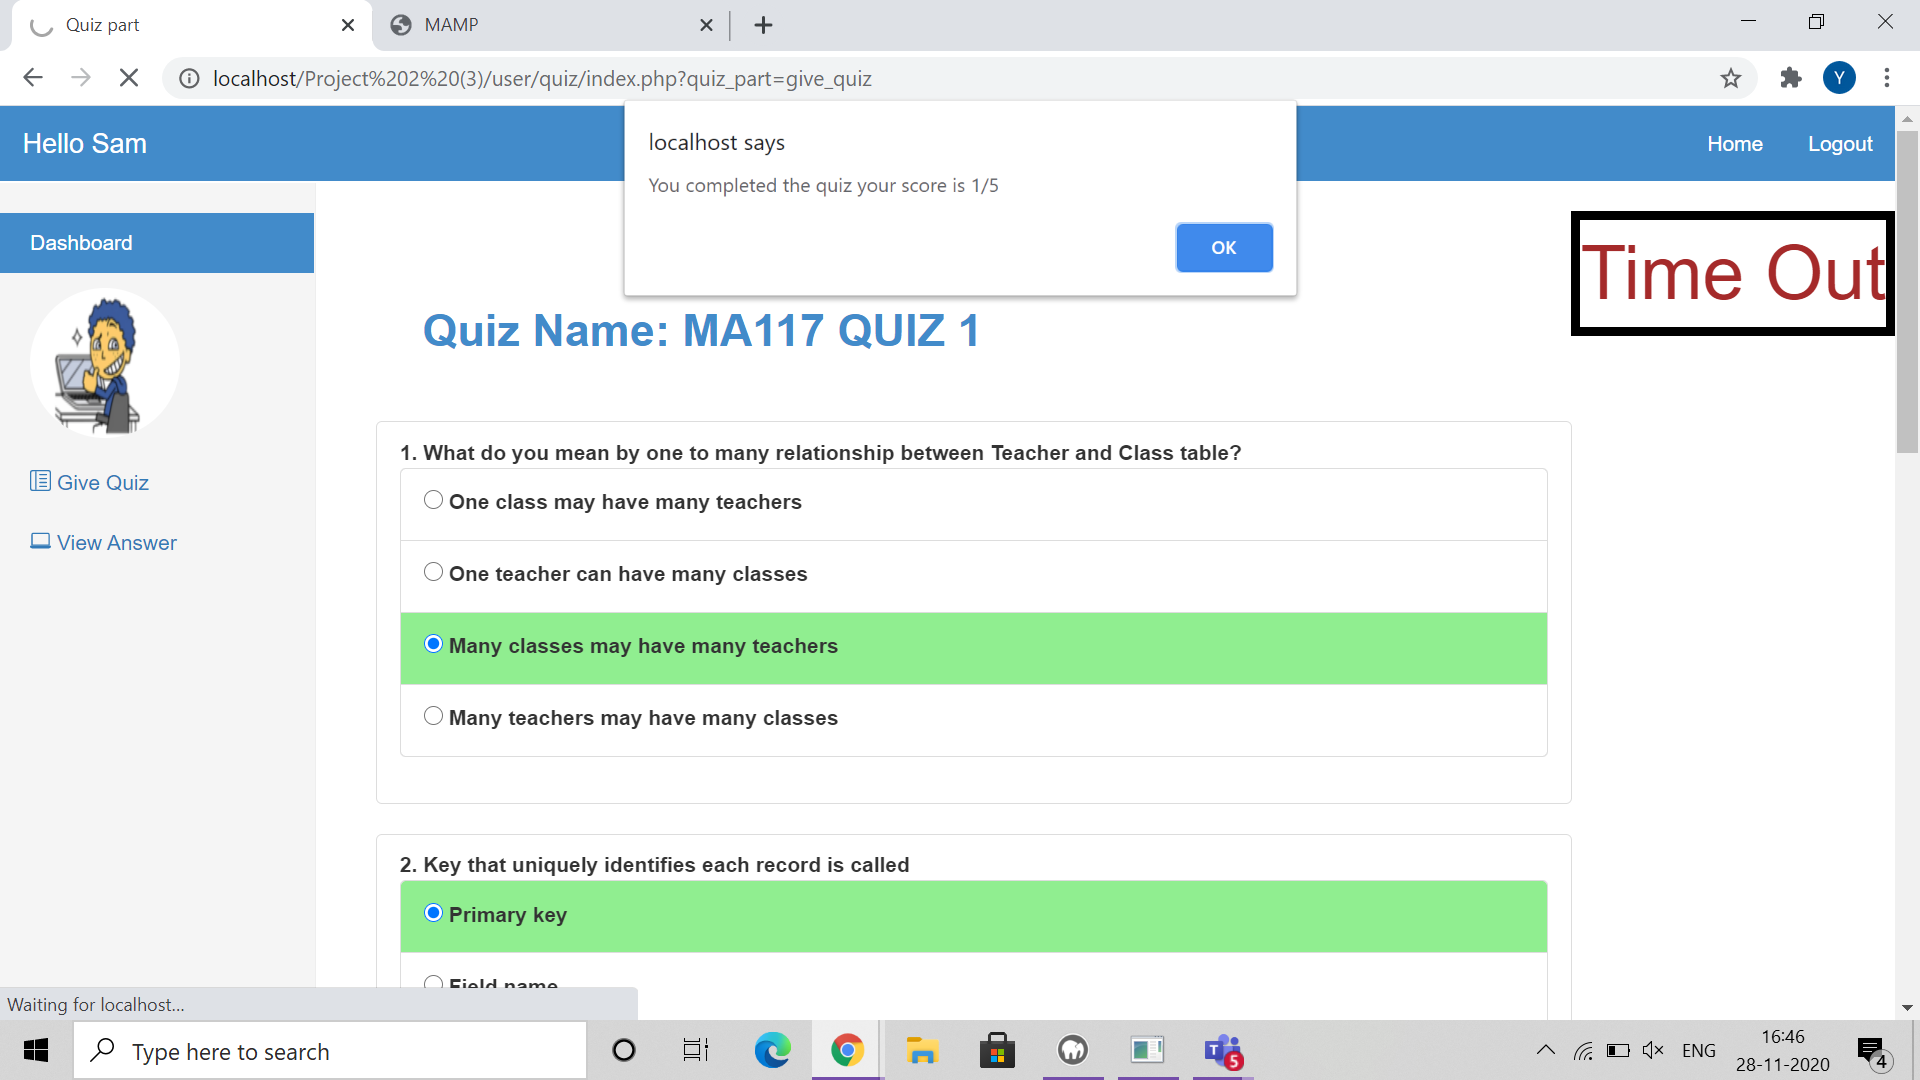 Quiz part
MAMP
localhost/Project%202%20(3)/user/quiz/index.php?quiz_part=give_quiz
Y
Hello Sam
localhost says
You completed the quiz your score is 1/5
OK
Home
Logout
Dashboard
Time Out
Quiz Name: MA117 QUIZ 1
Give Quiz
View Answer
1. What do you mean by one to many relationship between Teacher and Class table?
One class may have many teachers
One teacher can have many classes
Many classes may have many teachers
Many teachers may have many classes
2. Key that uniquely identifies each record is called
Primary key
Field name
Waiting for localhost...
Type here to search
T
5
ENG
16:46
28-11-2020
4